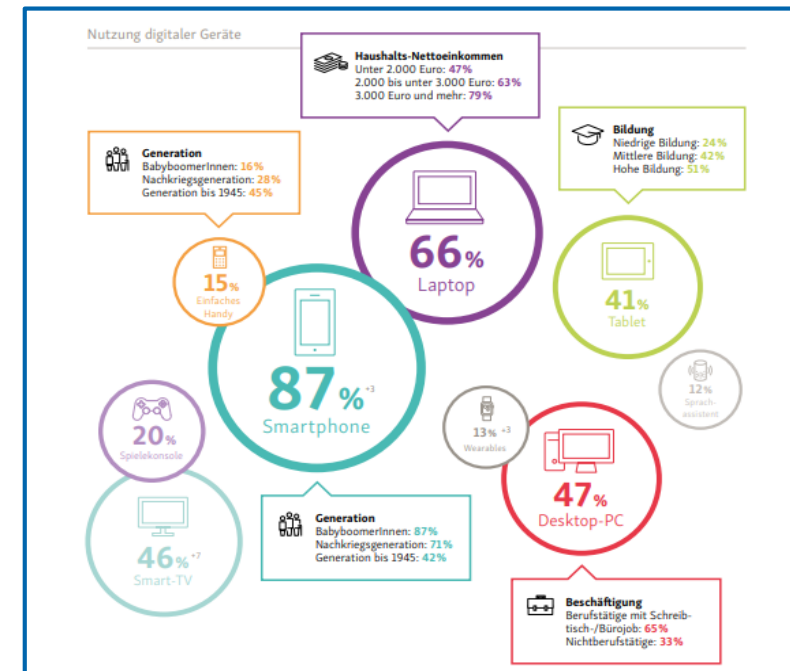 Nutzung digitaler Geräte
Haushalts-Nettoeinkommen
Unter 2.000 Euro: 47%
2.000 bis unter 3.000 Euro: 63%
3.000 Euro und mehr: 79%
Bildung
Niedrige Bildung: 24%
Mittlere Bildung: 42%
Hohe Bildung: 51%
Generation
BabyboomerInnen: 16%
Nachkriegsgeneration: 28%
Generation bis 1945: 45%
66%
Laptop
15%
Einfaches
Handy
41%
Tablet
87% +3
Smartphone
12%
Sprach-
assistent
13% +3
Wearables
20%
Spielekonsole
47%
Desktop-PC
46% +7
Smart-TV
Generation
BabyboomerInnen: 87%
Nachkriegsgeneration: 71%
Generation bis 1945: 42%
Beschäftigung
Berufstätige mit Schreib-
tisch-/Bürojob: 65%
Nichtberufstätige: 33%